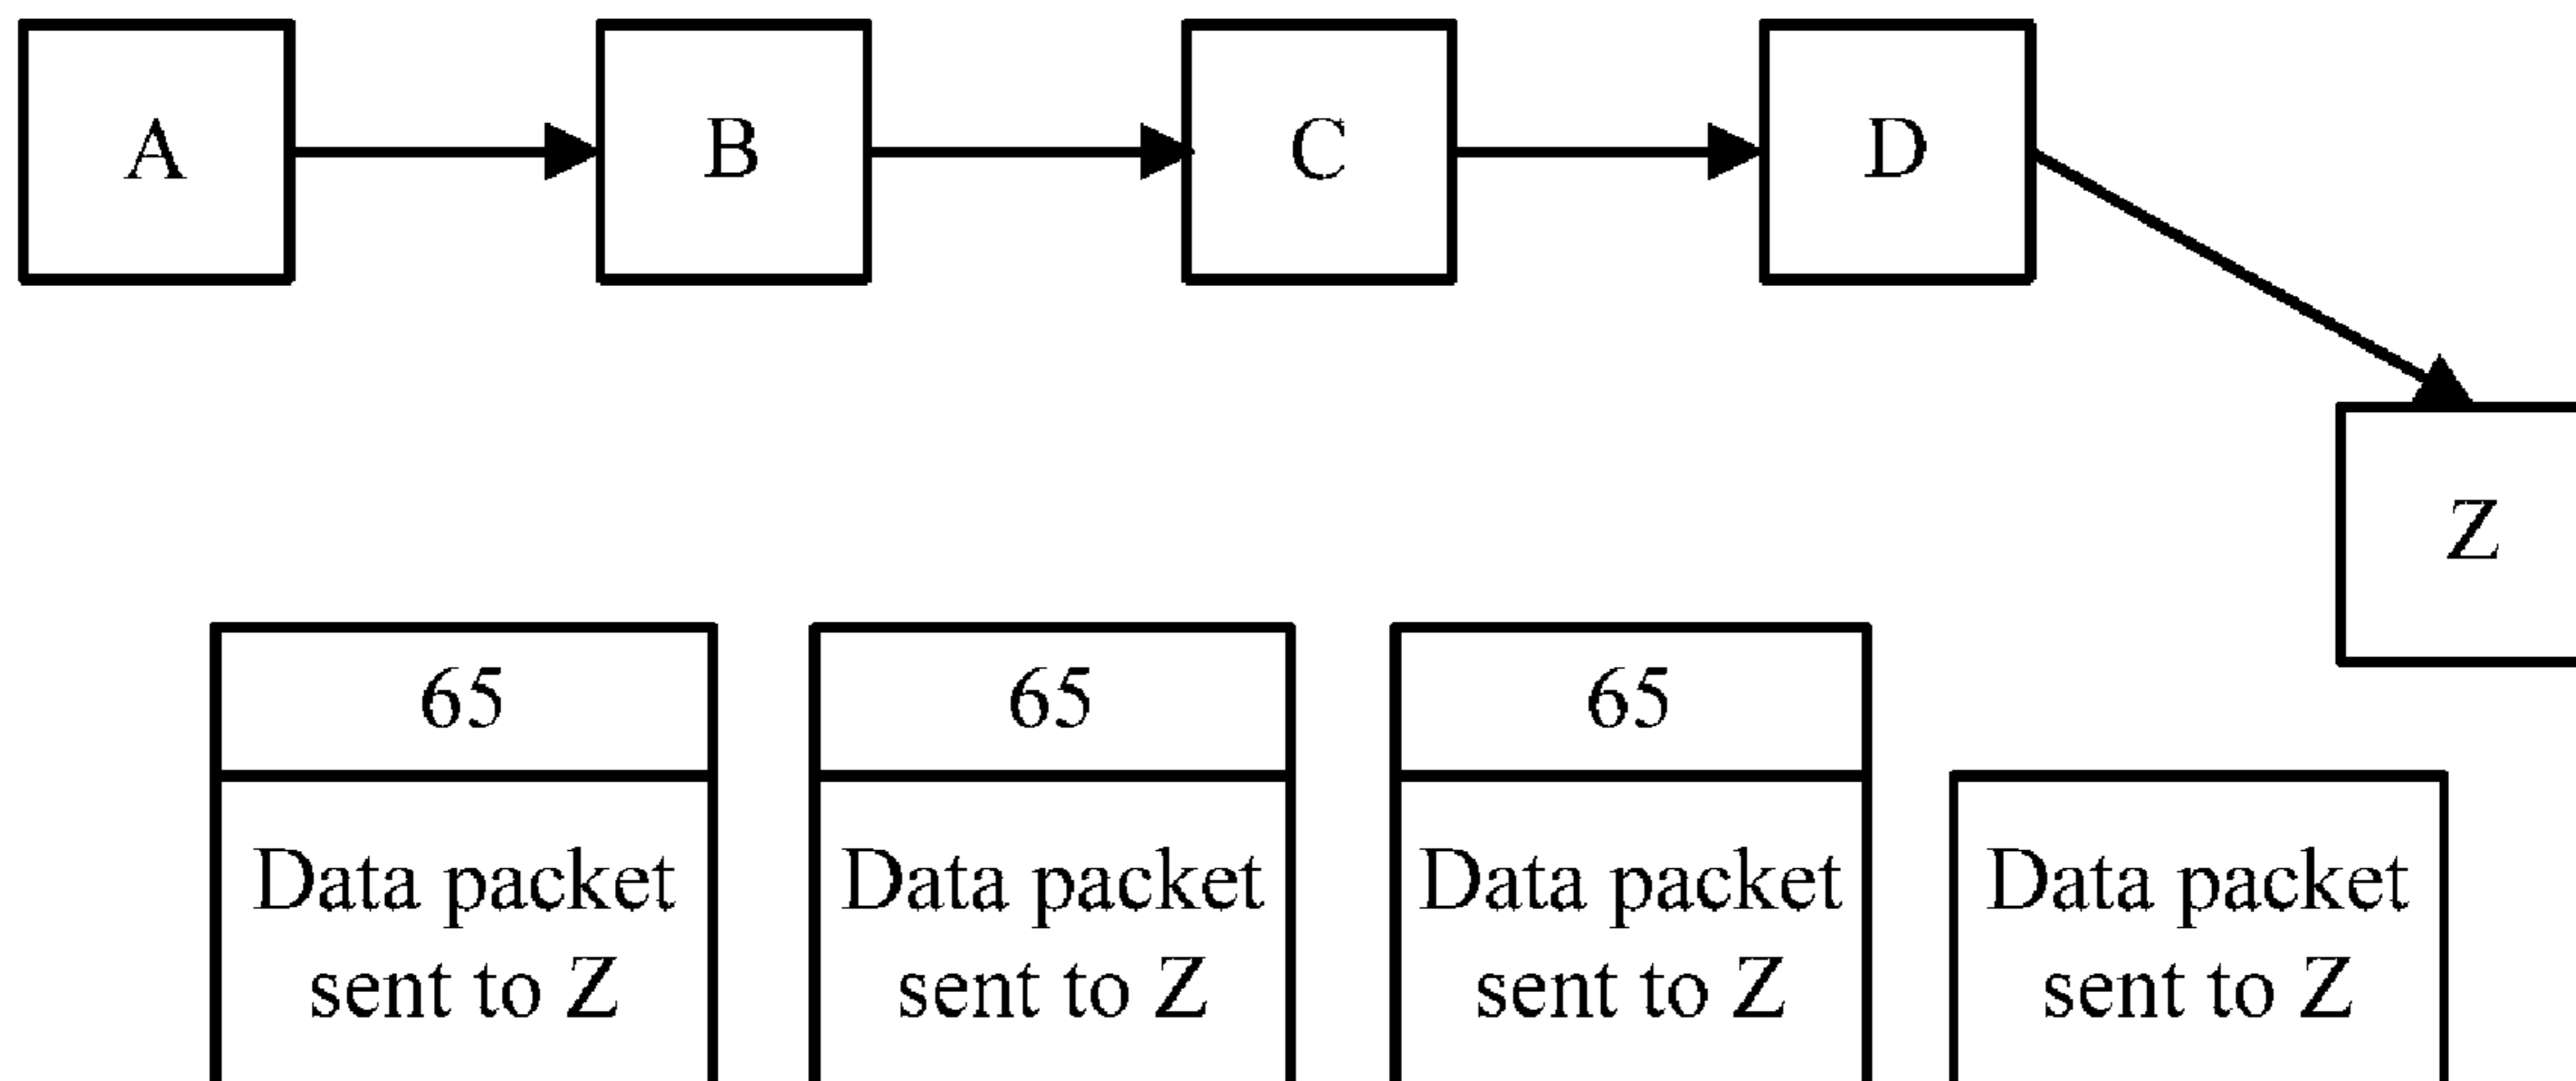 A
B
C
D
Z
65
65
65
Data packet
sent to Z
Data packet
sent to Z
Data packet
sent to Z
Data packet
sent to Z